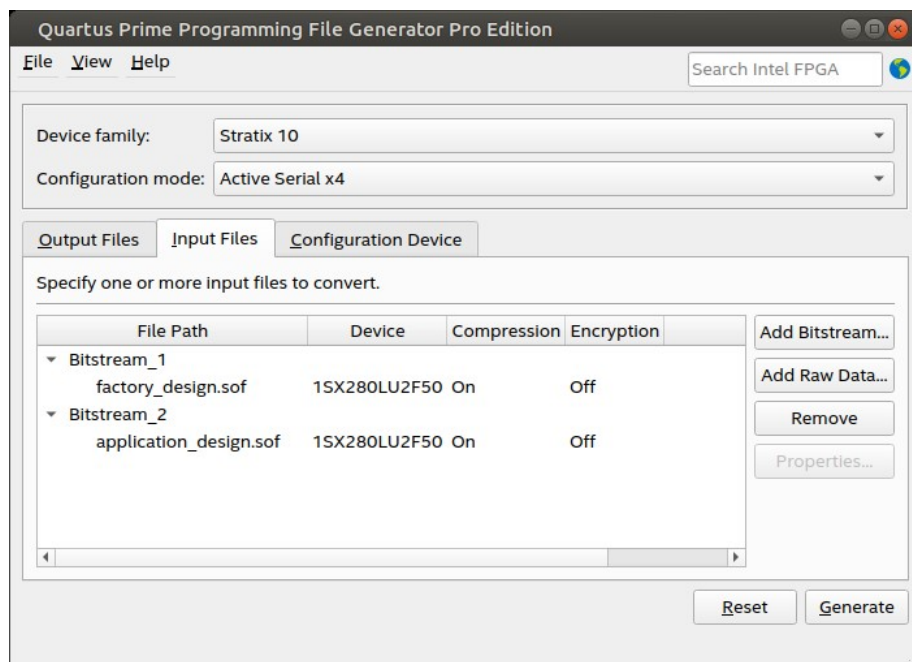 Quartus Prime Programming File Generator Pro Edition
File View Help
Search Intel FPGA
Device family: Stratix 10
Configuration mode: Active Serial x4
Output Files Input Files Configuration Device
Specify one or more input files to convert.
File Path Device Compression Encryption
Bitstream_1
factory_design.sof 1SX280LU2F50 On Off
Bitstream_2
application_design.sof 1SX280LU2F50 On Off
Add Bitstream...
Add Raw Data...
Remove
Properties...
Reset Generate